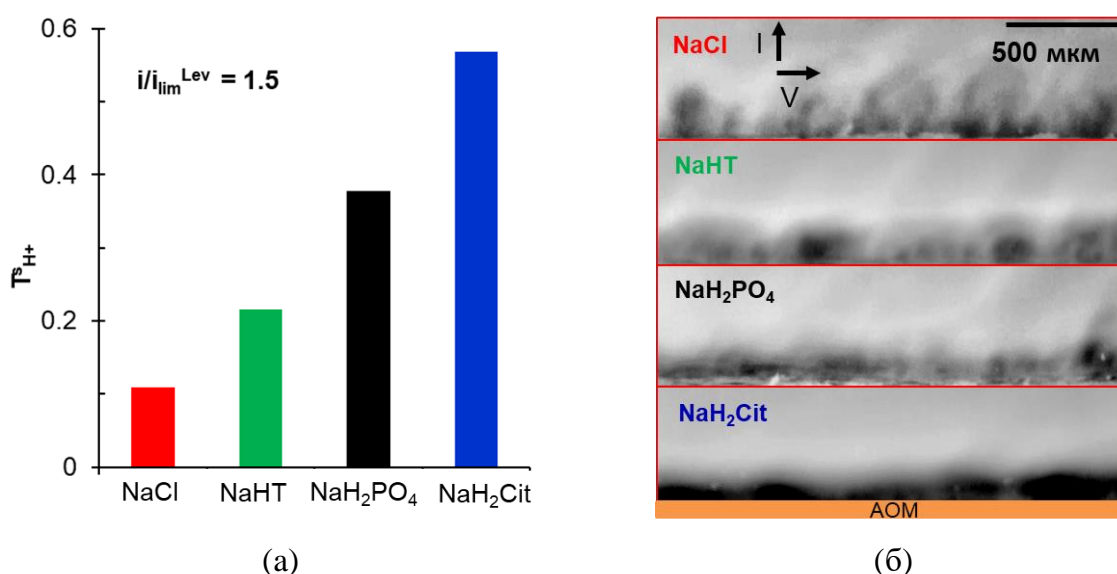 0.6
0.4
0.2
0
T^s_H+
i/i_lim^Lev = 1.5
NaCl
NaHT
NaH₂PO₄
NaH₂Cit
(а)
NaCl
I
V
500 мкм
NaHT
NaH₂PO₄
NaH₂Cit
АОМ
(б)